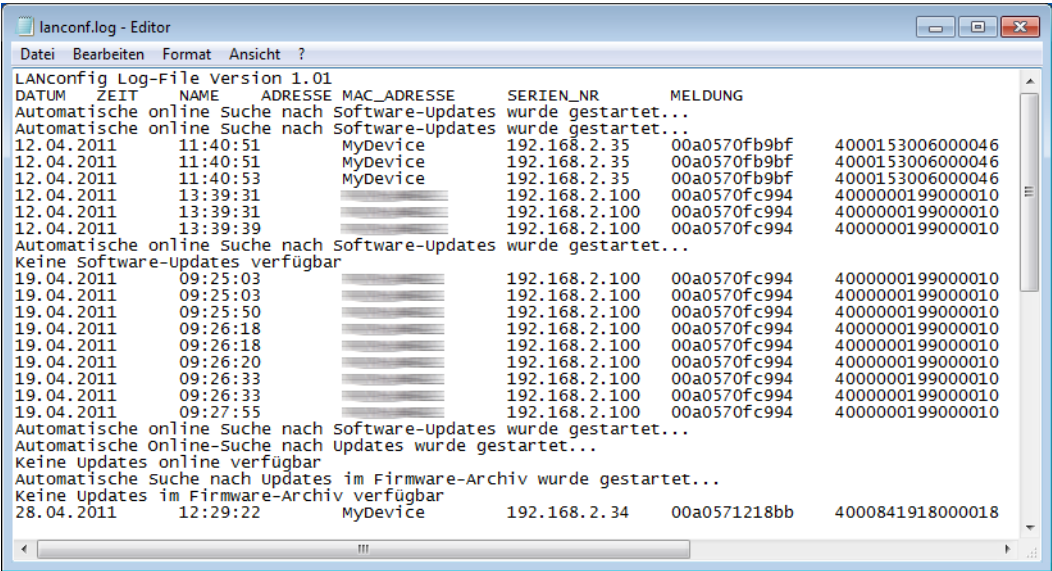 lanconf.log - Editor
Datei Bearbeiten Format Ansicht ?
LANconfig Log-File Version 1.01
DATUM ZEIT NAME ADRESSE MAC_ADRESSE SERIEN_NR MELDUNG
Automatische online Suche nach Software-Updates wurde gestartet...
Automatische online Suche nach Software-Updates wurde gestartet...
12.04.2011 11:40:51 MyDevice 192.168.2.35 00a0570fb9bf 4000153006000046
12.04.2011 11:40:51 MyDevice 192.168.2.35 00a0570fb9bf 4000153006000046
12.04.2011 11:40:53 MyDevice 192.168.2.35 00a0570fb9bf 4000153006000046
12.04.2011 13:39:31 192.168.2.100 00a0570fc994 4000000199000010
12.04.2011 13:39:31 192.168.2.100 00a0570fc994 4000000199000010
12.04.2011 13:39:39 192.168.2.100 00a0570fc994 4000000199000010
Automatische online Suche nach Software-Updates wurde gestartet...
Keine Software-Updates verfügbar
19.04.2011 09:25:03 192.168.2.100 00a0570fc994 4000000199000010
19.04.2011 09:25:03 192.168.2.100 00a0570fc994 4000000199000010
19.04.2011 09:25:50 192.168.2.100 00a0570fc994 4000000199000010
19.04.2011 09:26:18 192.168.2.100 00a0570fc994 4000000199000010
19.04.2011 09:26:18 192.168.2.100 00a0570fc994 4000000199000010
19.04.2011 09:26:20 192.168.2.100 00a0570fc994 4000000199000010
19.04.2011 09:26:33 192.168.2.100 00a0570fc994 4000000199000010
19.04.2011 09:26:33 192.168.2.100 00a0570fc994 4000000199000010
19.04.2011 09:27:55 192.168.2.100 00a0570fc994 4000000199000010
Automatische online Suche nach Software-Updates wurde gestartet...
Automatische Online-Suche nach Updates wurde gestartet...
Keine Updates online verfügbar
Automatische Suche nach Updates im Firmware-Archiv wurde gestartet...
Keine Updates im Firmware-Archiv verfügbar
28.04.2011 12:29:22 MyDevice 192.168.2.34 00a0571218bb 4000841918000018